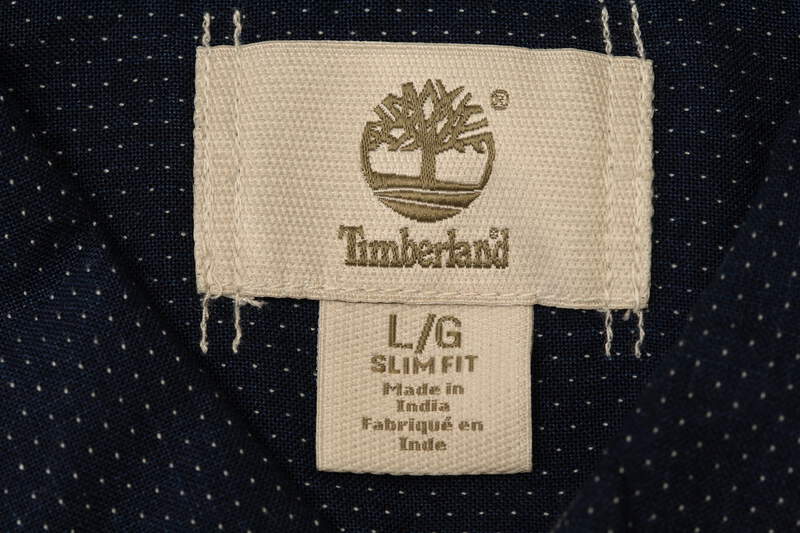 ®
Timberland®
L/G
SLIM FIT
Made in
India
Fabriqué en
Inde